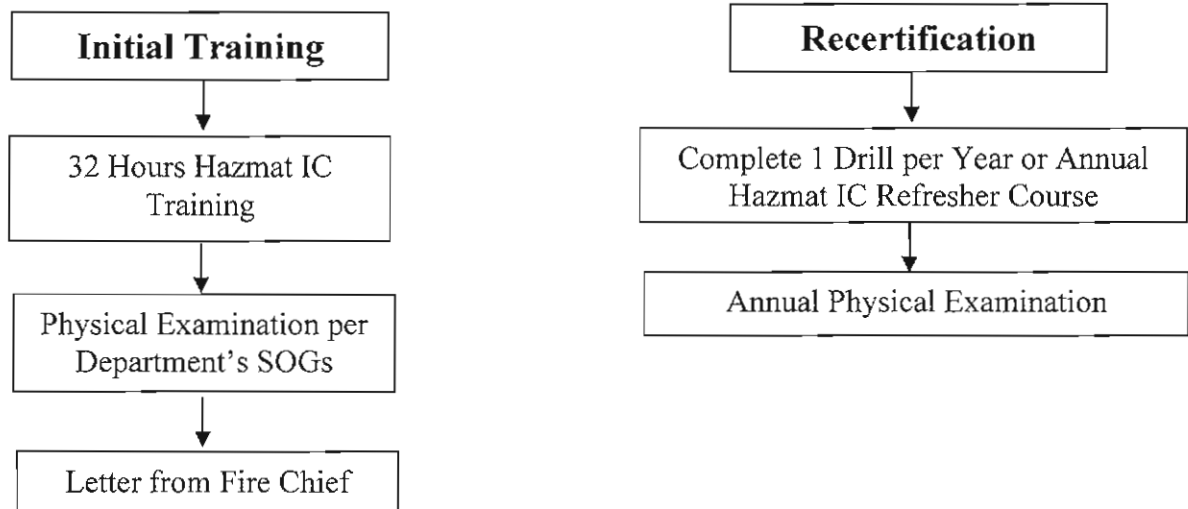 Initial Training
32 Hours Hazmat IC
Training
Physical Examination per
Department's SOGs
Letter from Fire Chief
Recertification
Complete 1 Drill per Year or Annual
Hazmat IC Refresher Course
Annual Physical Examination